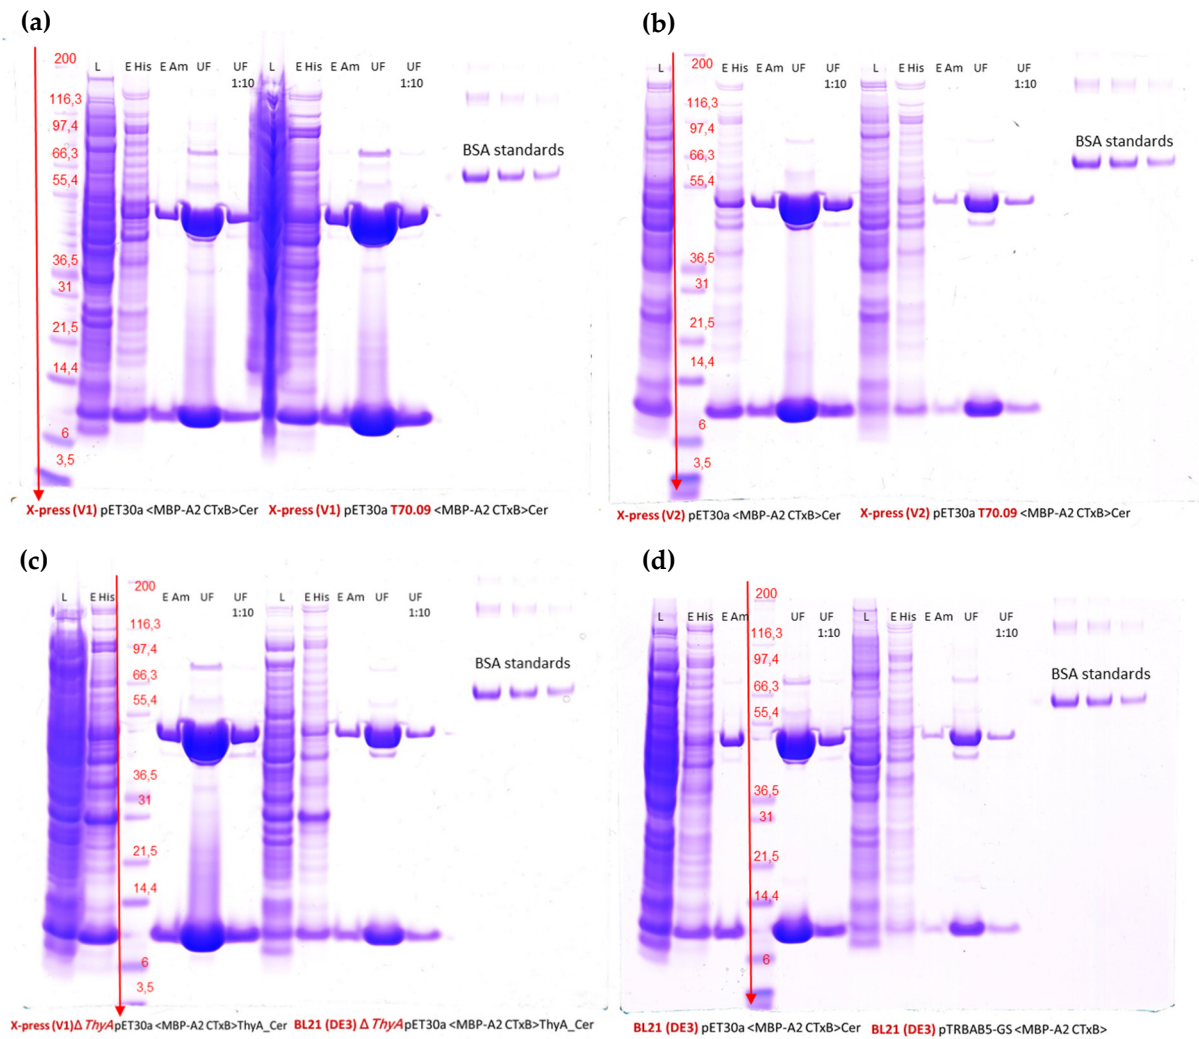 (a)
200
L E His E Am UF UF 1:10 L E His E Am UF UF 1:10
116,3
97,4
66,3
55,4
36,5
31
21,5
14,4
6
3,5
BSA standards
X-press (V1) pET30a <MBP-A2 CTxB>Cer X-press (V1) pET30a T70.09 <MBP-A2 CTxB>Cer
(b)
200
L E His E Am UF UF 1:10 L E His E Am UF UF 1:10
116,3
97,4
66,3
55,4
36,5
31
21,5
14,4
6
3,5
BSA standards
X-press (V2) pET30a <MBP-A2 CTxB>Cer X-press (V2) pET30a T70.09 <MBP-A2 CTxB>Cer
(c)
200
L E His E Am UF UF 1:10 L E His E Am UF UF 1:10
116,3
97,4
66,3
55,4
36,5
31
21,5
14,4
6
3,5
BSA standards
X-press (V1)Δ ThyA pET30a <MBP-A2 CTxB>ThyA_Cer BL21 (DE3) Δ ThyA pET30a <MBP-A2 CTxB>ThyA_Cer
(d)
200
L E His E Am UF UF 1:10 L E His E Am UF UF 1:10
116,3
97,4
66,3
55,4
36,5
31
21,5
14,4
6
BSA standards
BL21 (DE3) pET30a <MBP-A2 CTxB>Cer BL21 (DE3) pTRBAB5-GS <MBP-A2 CTxB>